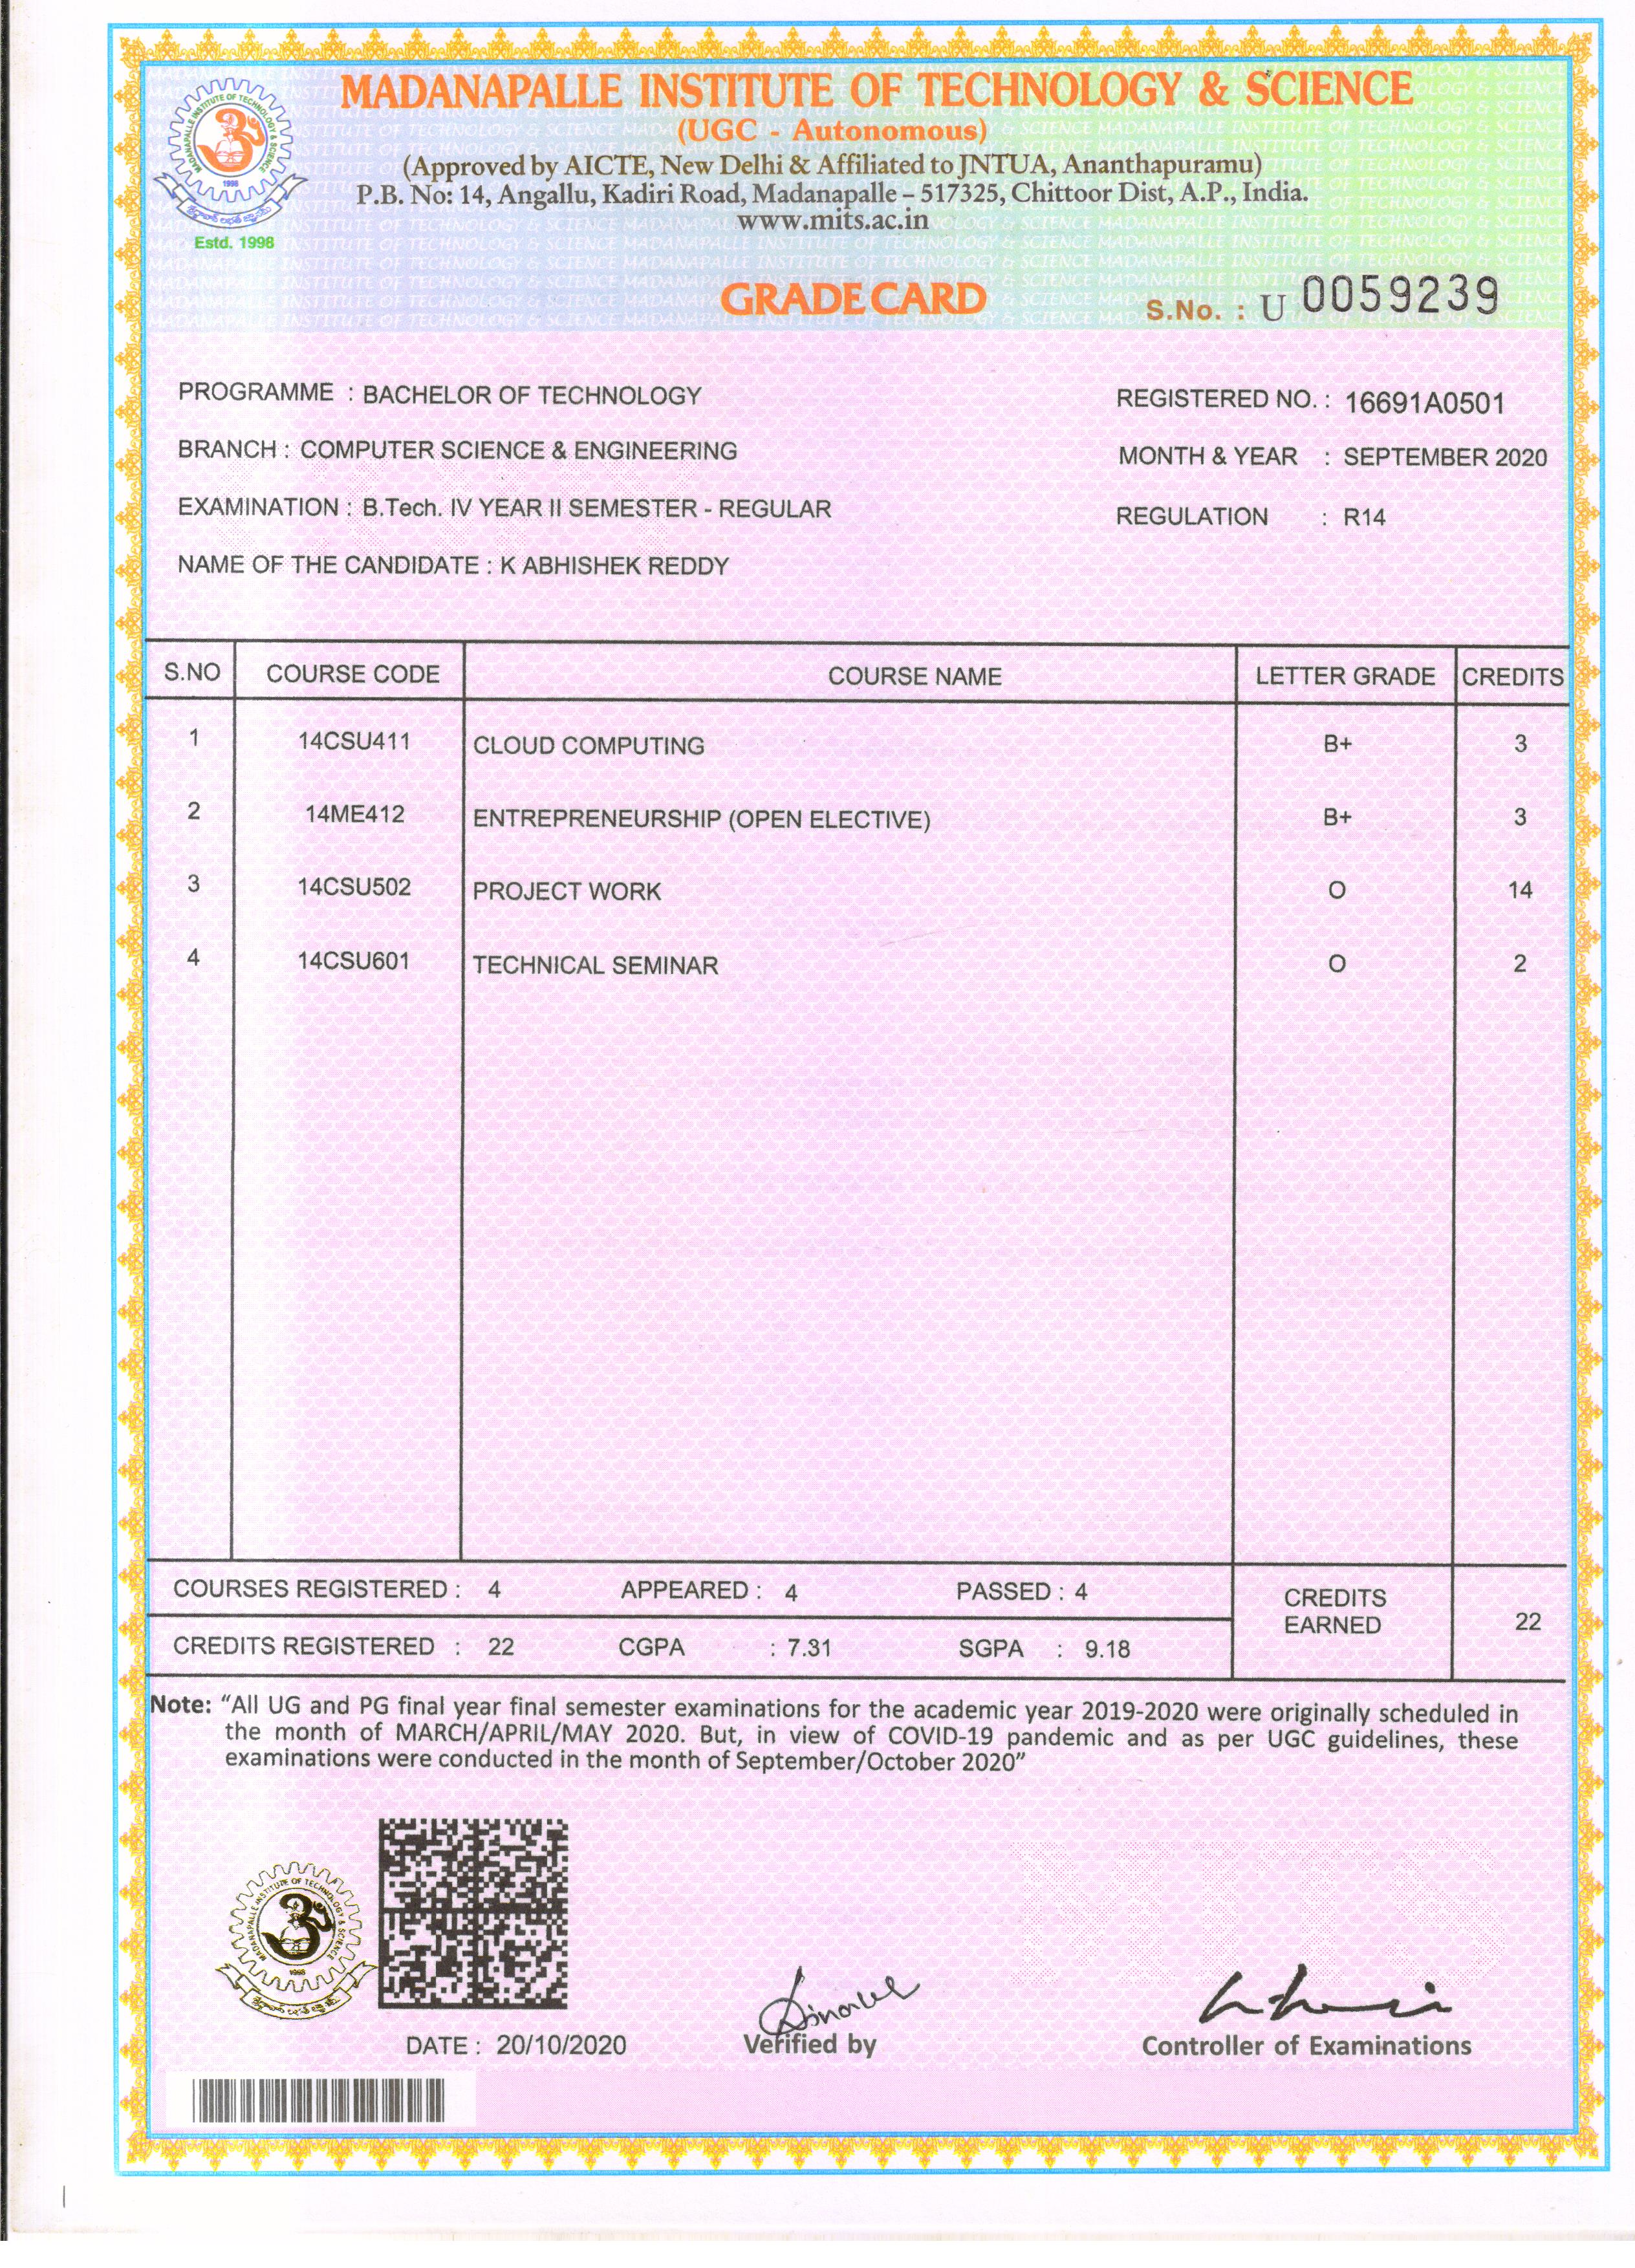 MADANAPALLE INSTITUTE OF TECHNOLOGY & SCIENCE
(UGC - Autonomous)
(Approved by AICTE, New Delhi & Affiliated to JNTUA, Ananthapuramu)
P.B. No: 14, Angallu, Kadiri Road, Madanapalle – 517325, Chittoor Dist, A.P., India.
www.mits.ac.in
MADANAPALLE INSTITUTE OF TECHNOLOGY & SCIENCE
1998
Estd. 1998
GRADE CARD
S.No. : U 0059239
PROGRAMME : BACHELOR OF TECHNOLOGY
REGISTERED NO. : 16691A0501
BRANCH : COMPUTER SCIENCE & ENGINEERING
MONTH & YEAR : SEPTEMBER 2020
EXAMINATION : B.Tech. IV YEAR II SEMESTER - REGULAR
REGULATION : R14
NAME OF THE CANDIDATE : K ABHISHEK REDDY
S.NO COURSE CODE COURSE NAME LETTER GRADE CREDITS
1 14CSU411 CLOUD COMPUTING B+ 3
2 14ME412 ENTREPRENEURSHIP (OPEN ELECTIVE) B+ 3
3 14CSU502 PROJECT WORK O 14
4 14CSU601 TECHNICAL SEMINAR O 2
COURSES REGISTERED : 4 APPEARED : 4 PASSED : 4
CREDITS EARNED 22
CREDITS REGISTERED : 22 CGPA : 7.31 SGPA : 9.18
Note: “All UG and PG final year final semester examinations for the academic year 2019-2020 were originally scheduled in
the month of MARCH/APRIL/MAY 2020. But, in view of COVID-19 pandemic and as per UGC guidelines, these
examinations were conducted in the month of September/October 2020”
MADANAPALLE INSTITUTE OF TECHNOLOGY & SCIENCE
1998
DATE : 20/10/2020
Verified by
Controller of Examinations